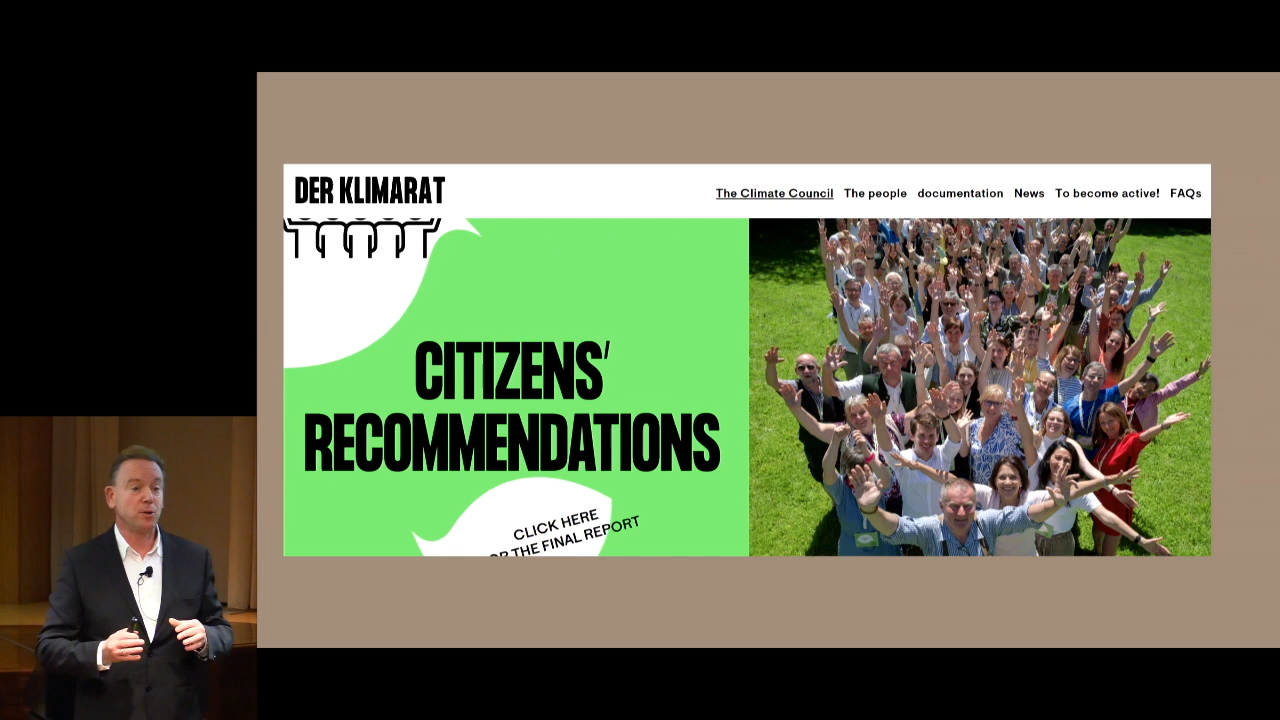 DER KLIMARAT
The Climate Council The people documentation News To become active! FAQs
CITIZENS'
RECOMMENDATIONS
CLICK HERE
THE FINAL REPORT